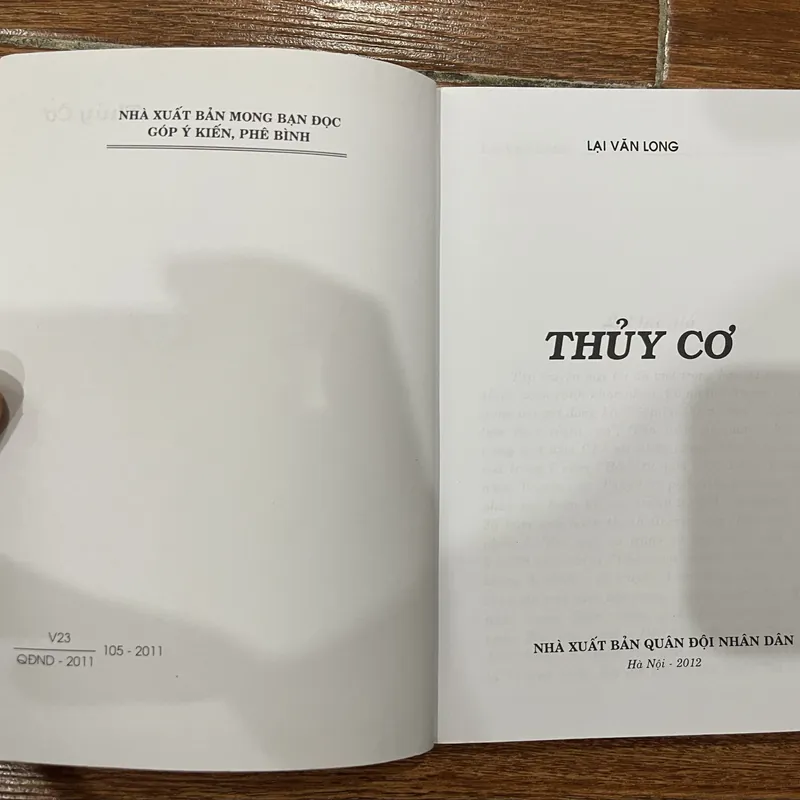 NHÀ XUẤT BẢN MONG BẠN ĐỌC
GÓP Ý KIẾN, PHÊ BÌNH
V23
QĐND - 2011
105 - 2011
LẠI VĂN LONG
THỦY CƠ
NHÀ XUẤT BẢN QUÂN ĐỘI NHÂN DÂN
Hà Nội - 2012